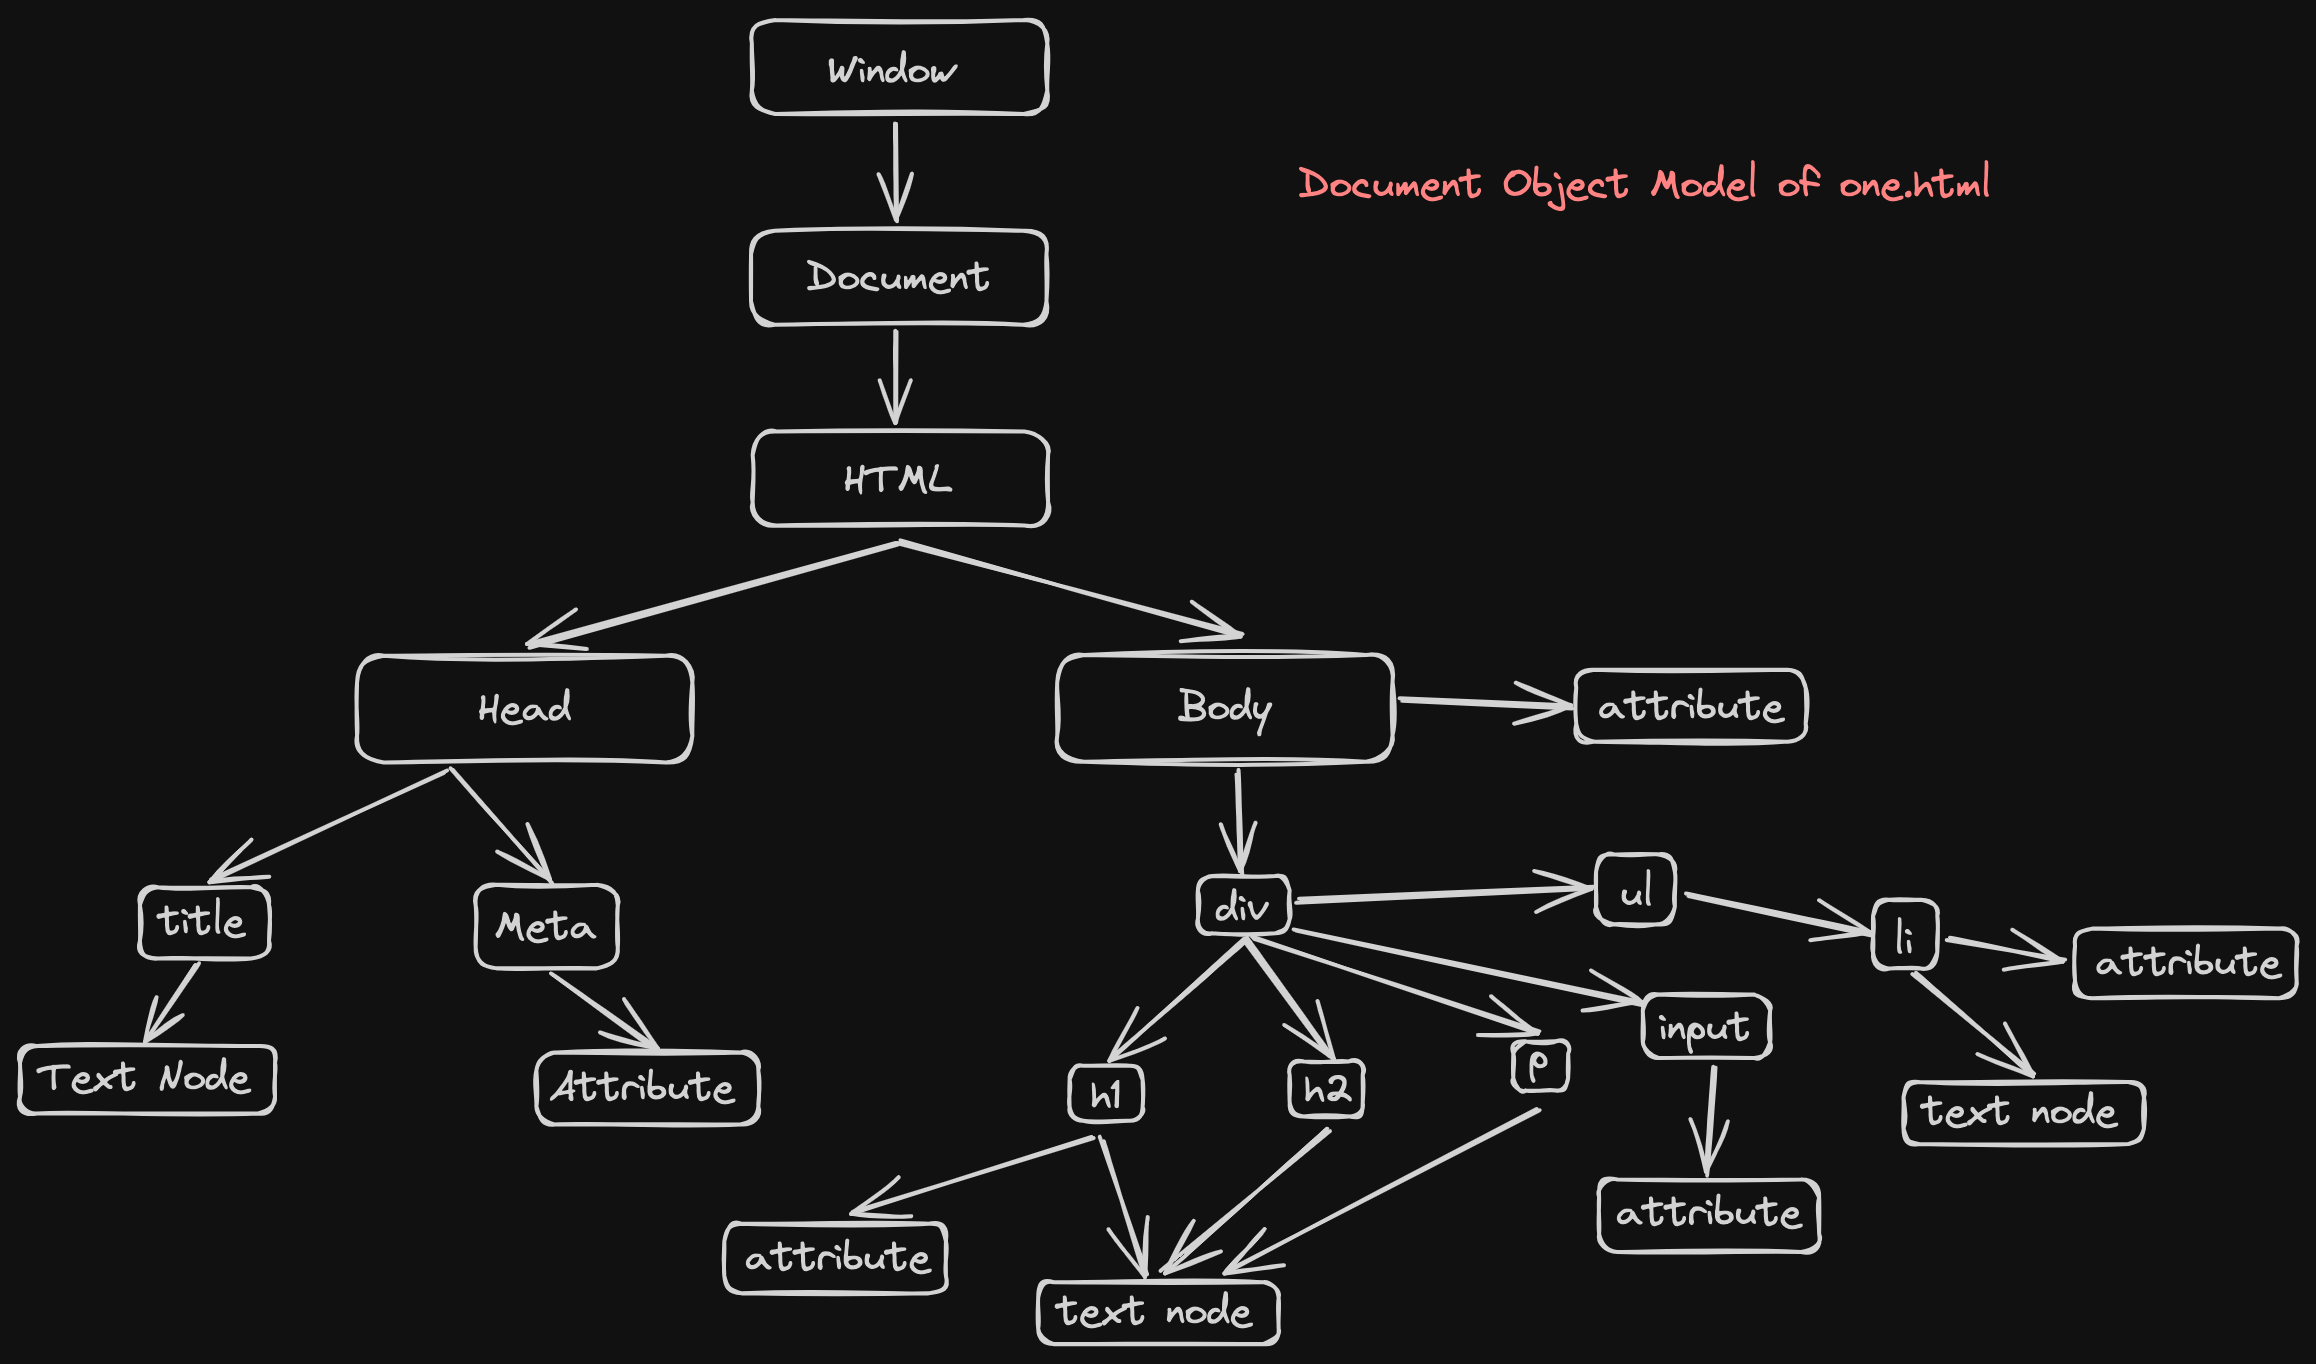 Window
Document Object Model of one.html
Document
HTML
Head
Body
attribute
title
Meta
div
ul
li
attribute
input
p
h1
h2
Text Node
Attribute
text node
attribute
attribute
text node